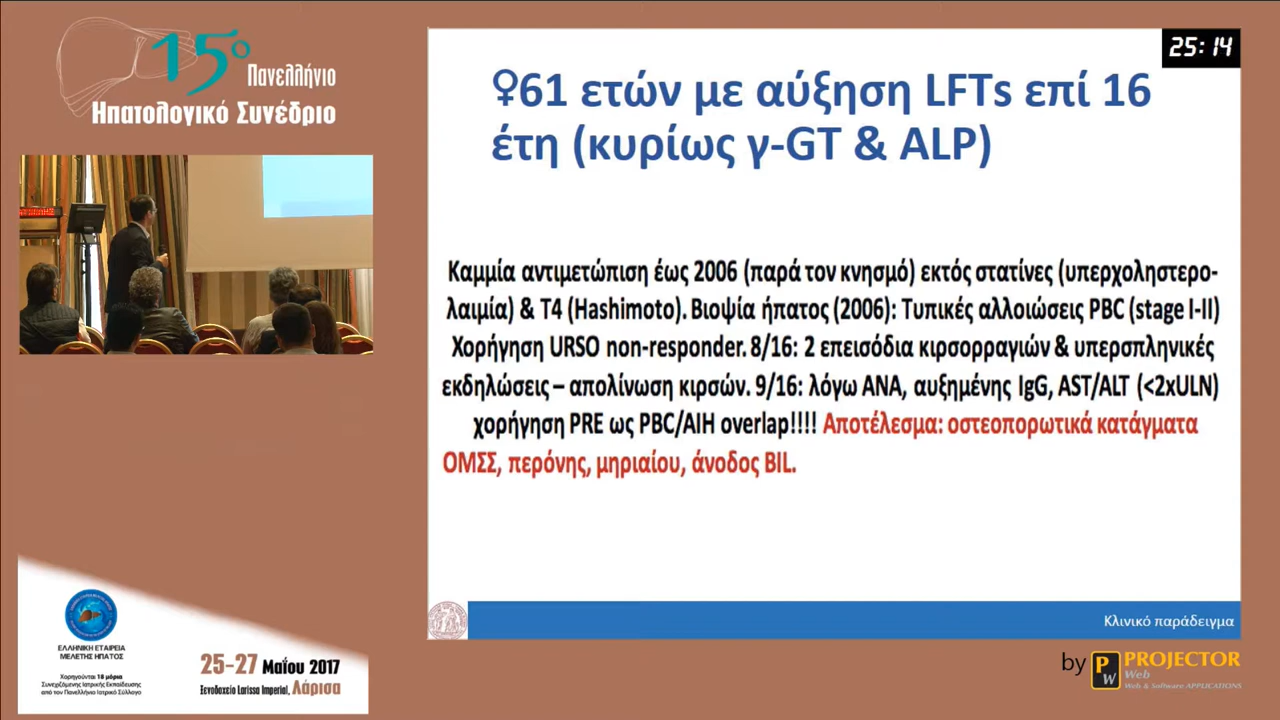 15ο
Πανελλήνιο
Ηπατολογικό Συνέδριο
25:14
♀61 ετών με αύξηση LFTs επί 16
έτη (κυρίως γ-GT & ALP)
Καμμία αντιμετώπιση έως 2006 (παρά τον κνησμό) εκτός στατίνες (υπερχοληστερο-
λαιμία) & T4 (Hashimoto). Βιοψία ήπατος (2006): Τυπικές αλλοιώσεις PBC (stage I-II)
Χορήγηση URSO non-responder. 8/16: 2 επεισόδια κιρσορραγιών & υπερσπληνικές
εκδηλώσεις – απολίνωση κιρσών. 9/16: λόγω ANA, αυξημένης IgG, AST/ALT (<2xULN)
χορήγηση PRE ως PBC/AIH overlap!!!! Αποτέλεσμα: οστεοπορωτικά κατάγματα
ΟΜΣΣ, περόνης, μηριαίου, άνοδος BIL.
Κλινικό παράδειγμα
ΕΛΛΗΝΙΚΗ ΕΤΑΙΡΕΙΑ
ΜΕΛΕΤΗΣ ΗΠΑΤΟΣ
Χορηγούνται 18 μόρια
Συνεχιζόμενης Ιατρικής Εκπαίδευσης
από τον Πανελλήνιο Ιατρικό Σύλλογο
25-27 Μαΐου 2017
Ξενοδοχείο Larissa Imperial, Λάρισα
by PW PROJECTOR
Web
Web & Software APPLICATIONS